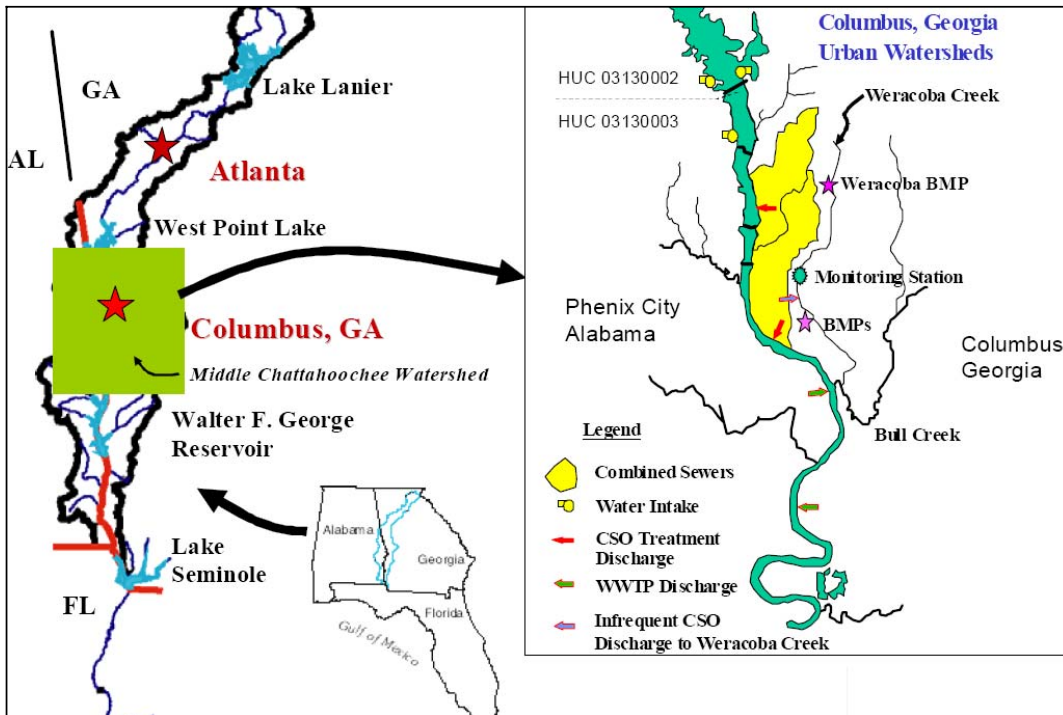 GA
Lake Lanier
AL
Atlanta
West Point Lake
Columbus, GA
Middle Chattahoochee Watershed
Walter F. George
Reservoir
Lake
Seminole
FL
Alabama
Georgia
Florida
Gulf of Mexico
Columbus, Georgia
Urban Watersheds
HUC 03130002
HUC 03130003
Weracoba Creek
Weracoba BMP
Monitoring Station
BMPs
Phenix City
Alabama
Columbus
Georgia
Bull Creek
Legend
Combined Sewers
Water Intake
CSO Treatment
Discharge
WWTP Discharge
Infrequent CSO
Discharge to Weracoba Creek